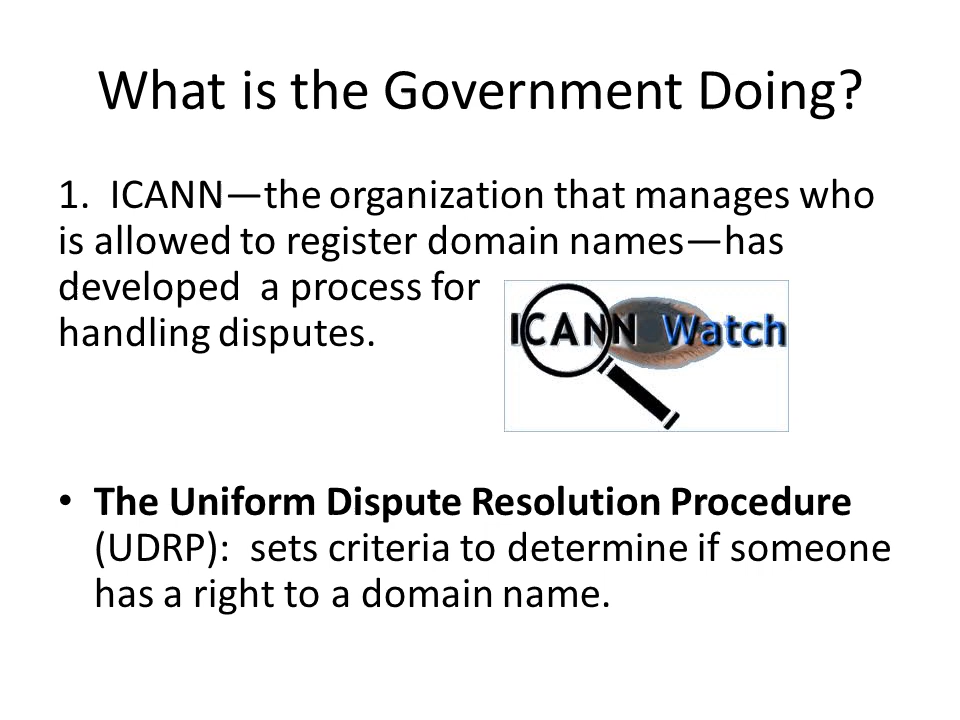 What is the Government Doing?
1.  ICANN—the organization that manages who
is allowed to register domain names—has
developed  a process for
handling disputes.
ICANN Watch
• The Uniform Dispute Resolution Procedure
(UDRP):  sets criteria to determine if someone
has a right to a domain name.